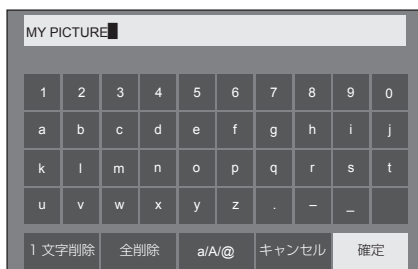 MY PICTURE
1 2 3 4 5 6 7 8 9 0
a b c d e f g h i j
k l m n o p q r s t
u v w x y z . – _
1 文字削除 全削除 a/A/@ キャンセル 確定